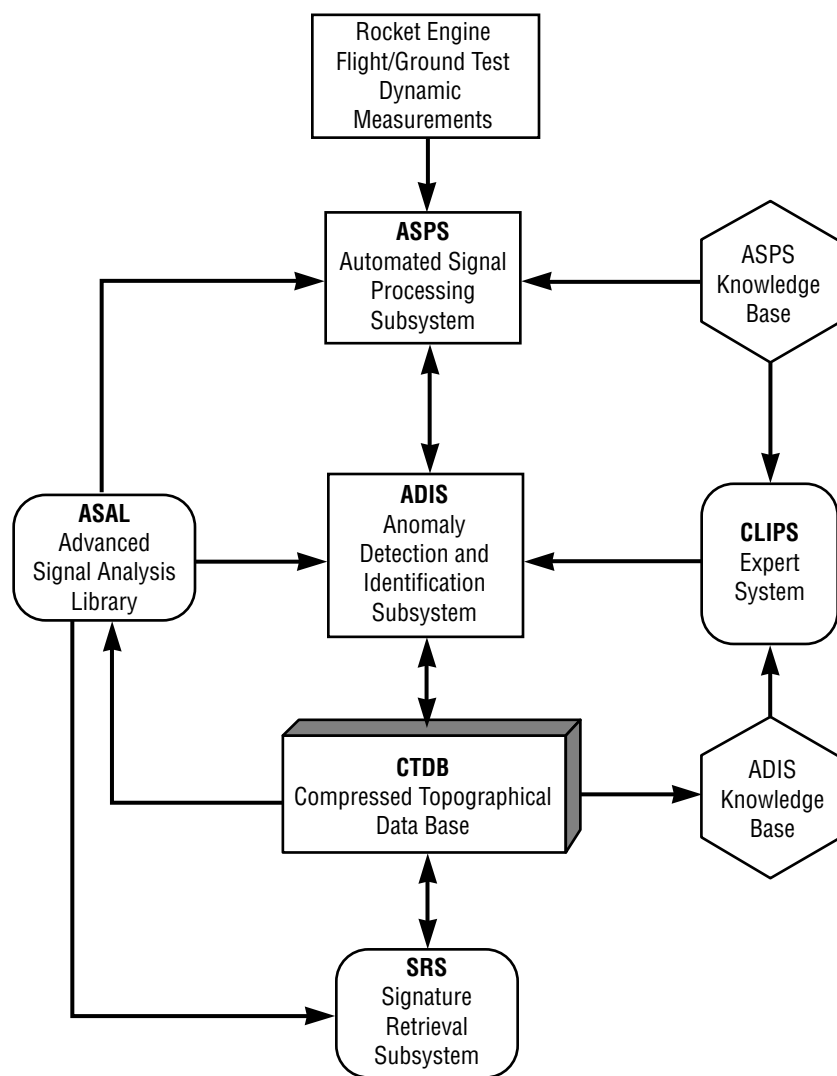 Rocket Engine
Flight/Ground Test
Dynamic
Measurements
ASPS
Automated Signal
Processing
Subsystem
ASPS
Knowledge
Base
ASAL
Advanced
Signal Analysis
Library
ADIS
Anomaly
Detection and
Identification
Subsystem
CLIPS
Expert
System
CTDB
Compressed Topographical
Data Base
ADIS
Knowledge
Base
SRS
Signature
Retrieval
Subsystem